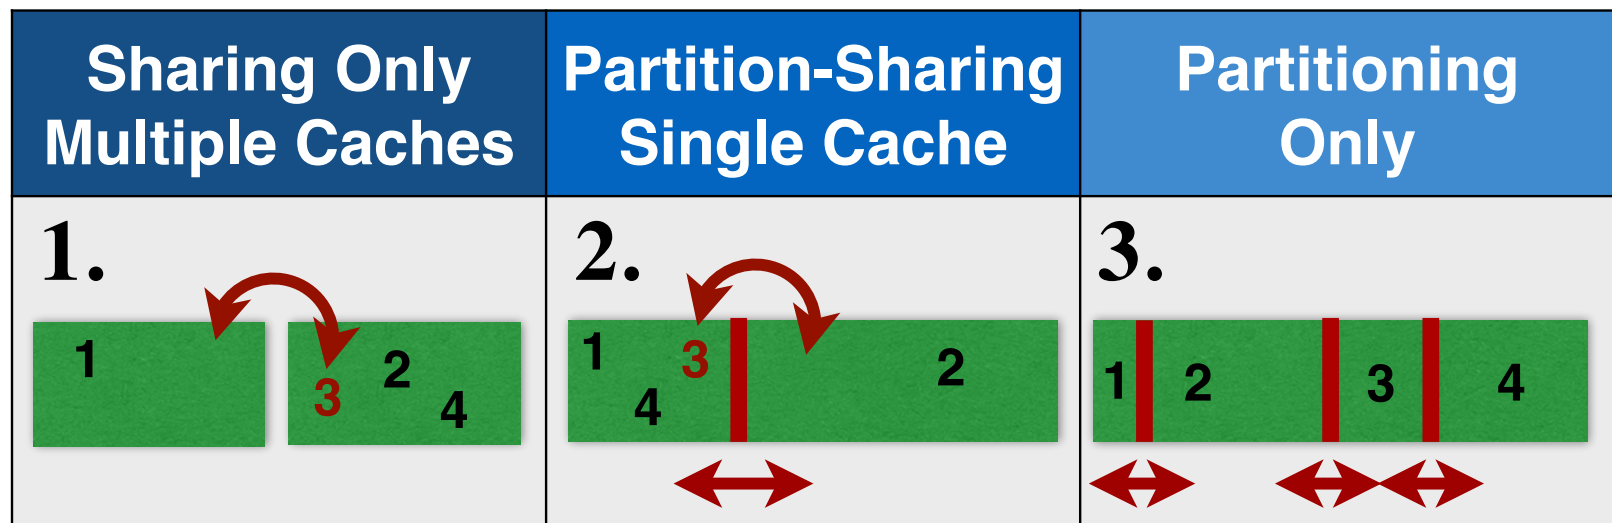 Sharing Only
Multiple Caches
Partition-Sharing
Single Cache
Partitioning
Only
1.
1
3
2
4
2.
1
4
3
2
3.
1
2
3
4